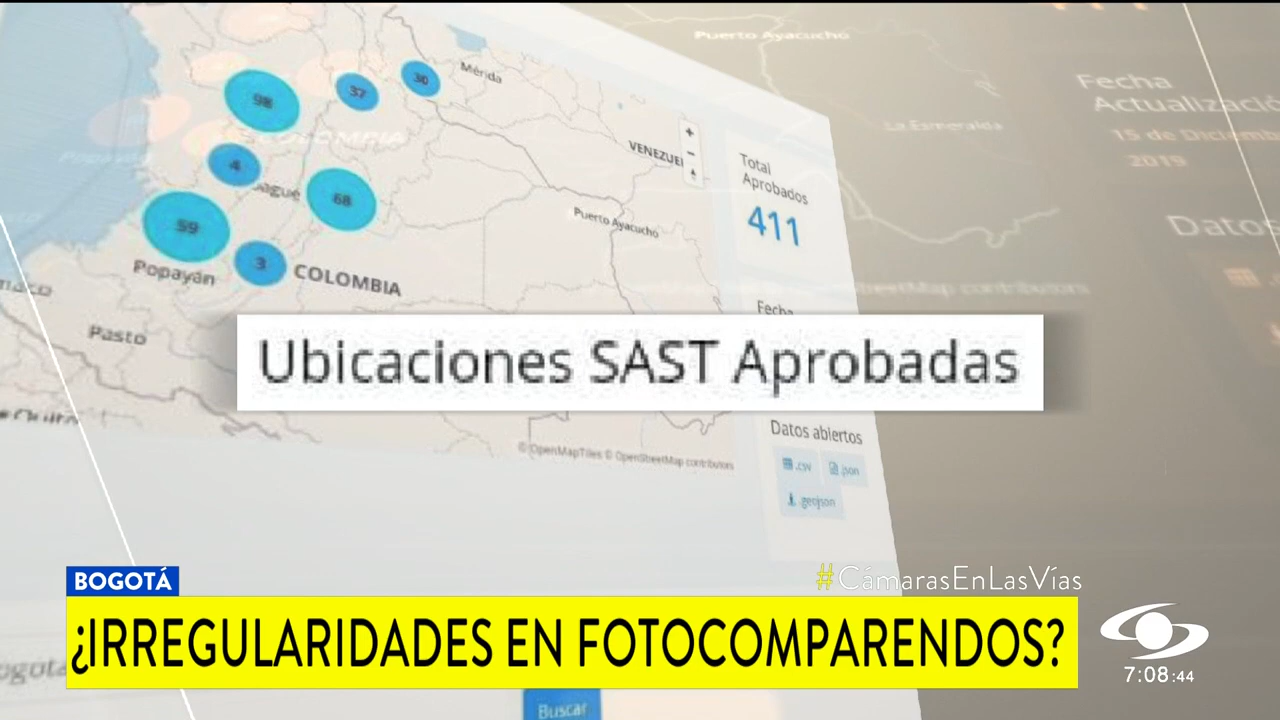 98
37
30
Mérida
4
68
59
3
Popayán
COLOMBIA
Pasto
VENEZUE
Puerto Ayacucho
Total
Aprobados
411
Puerto Ayacucho
La Esmeralda
Fecha
Actualizació
15 de Diciembre
2019
Datos
Fecha
Ubicaciones SAST Aprobadas
Datos abiertos
.csv
.json
.geojson
© OpenMapTiles © OpenStreetMap contributors
BOGOTÁ
#CámarasEnLasVías
¿IRREGULARIDADES EN FOTOCOMPARENDOS?
7:08:44
Buscar